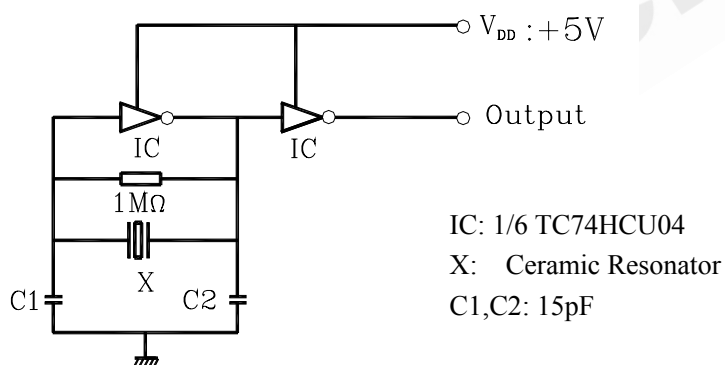 V_DD :+5V
Output
IC
IC
1MΩ
X
C1
C2
IC: 1/6 TC74HCU04
X: Ceramic Resonator
C1,C2: 15pF